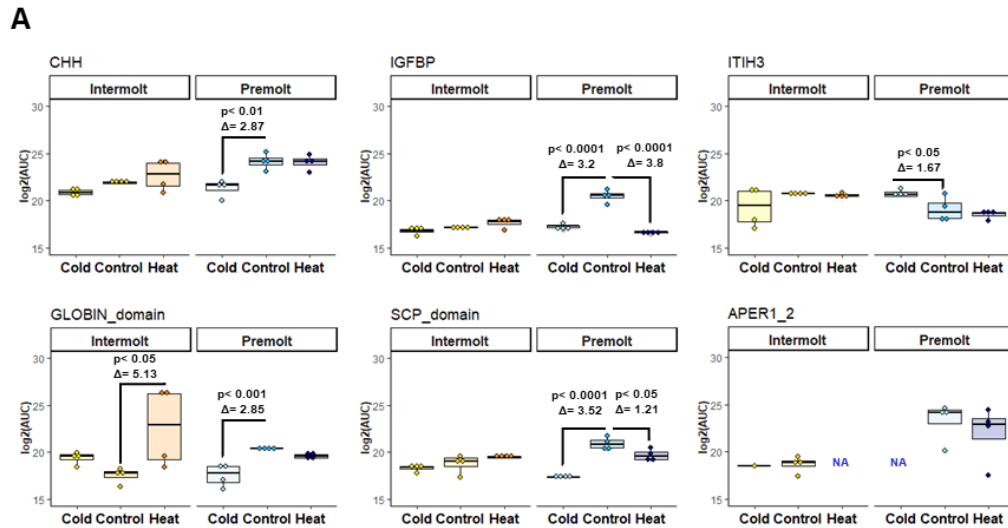 A
CHH
IGFBP
ITIH3
Intermolt
Premolt
Intermolt
Premolt
Intermolt
Premolt
30
25
20
15
log2(AUC)
p< 0.01
Δ= 2.87
30
25
20
15
log2(AUC)
p< 0.0001
Δ= 3.2
p< 0.0001
Δ= 3.8
30
25
20
15
log2(AUC)
p< 0.05
Δ= 1.67
Cold Control Heat
Cold Control Heat
Cold Control Heat
Cold Control Heat
Cold Control Heat
Cold Control Heat
GLOBIN_domain
SCP_domain
APER1_2
Intermolt
Premolt
Intermolt
Premolt
Intermolt
Premolt
30
25
20
15
log2(AUC)
p< 0.05
Δ= 5.13
p< 0.001
Δ= 2.85
30
25
20
15
log2(AUC)
p< 0.0001
Δ= 3.52
p< 0.05
Δ= 1.21
30
25
20
15
log2(AUC)
NA
NA
Cold Control Heat
Cold Control Heat
Cold Control Heat
Cold Control Heat
Cold Control Heat
Cold Control Heat